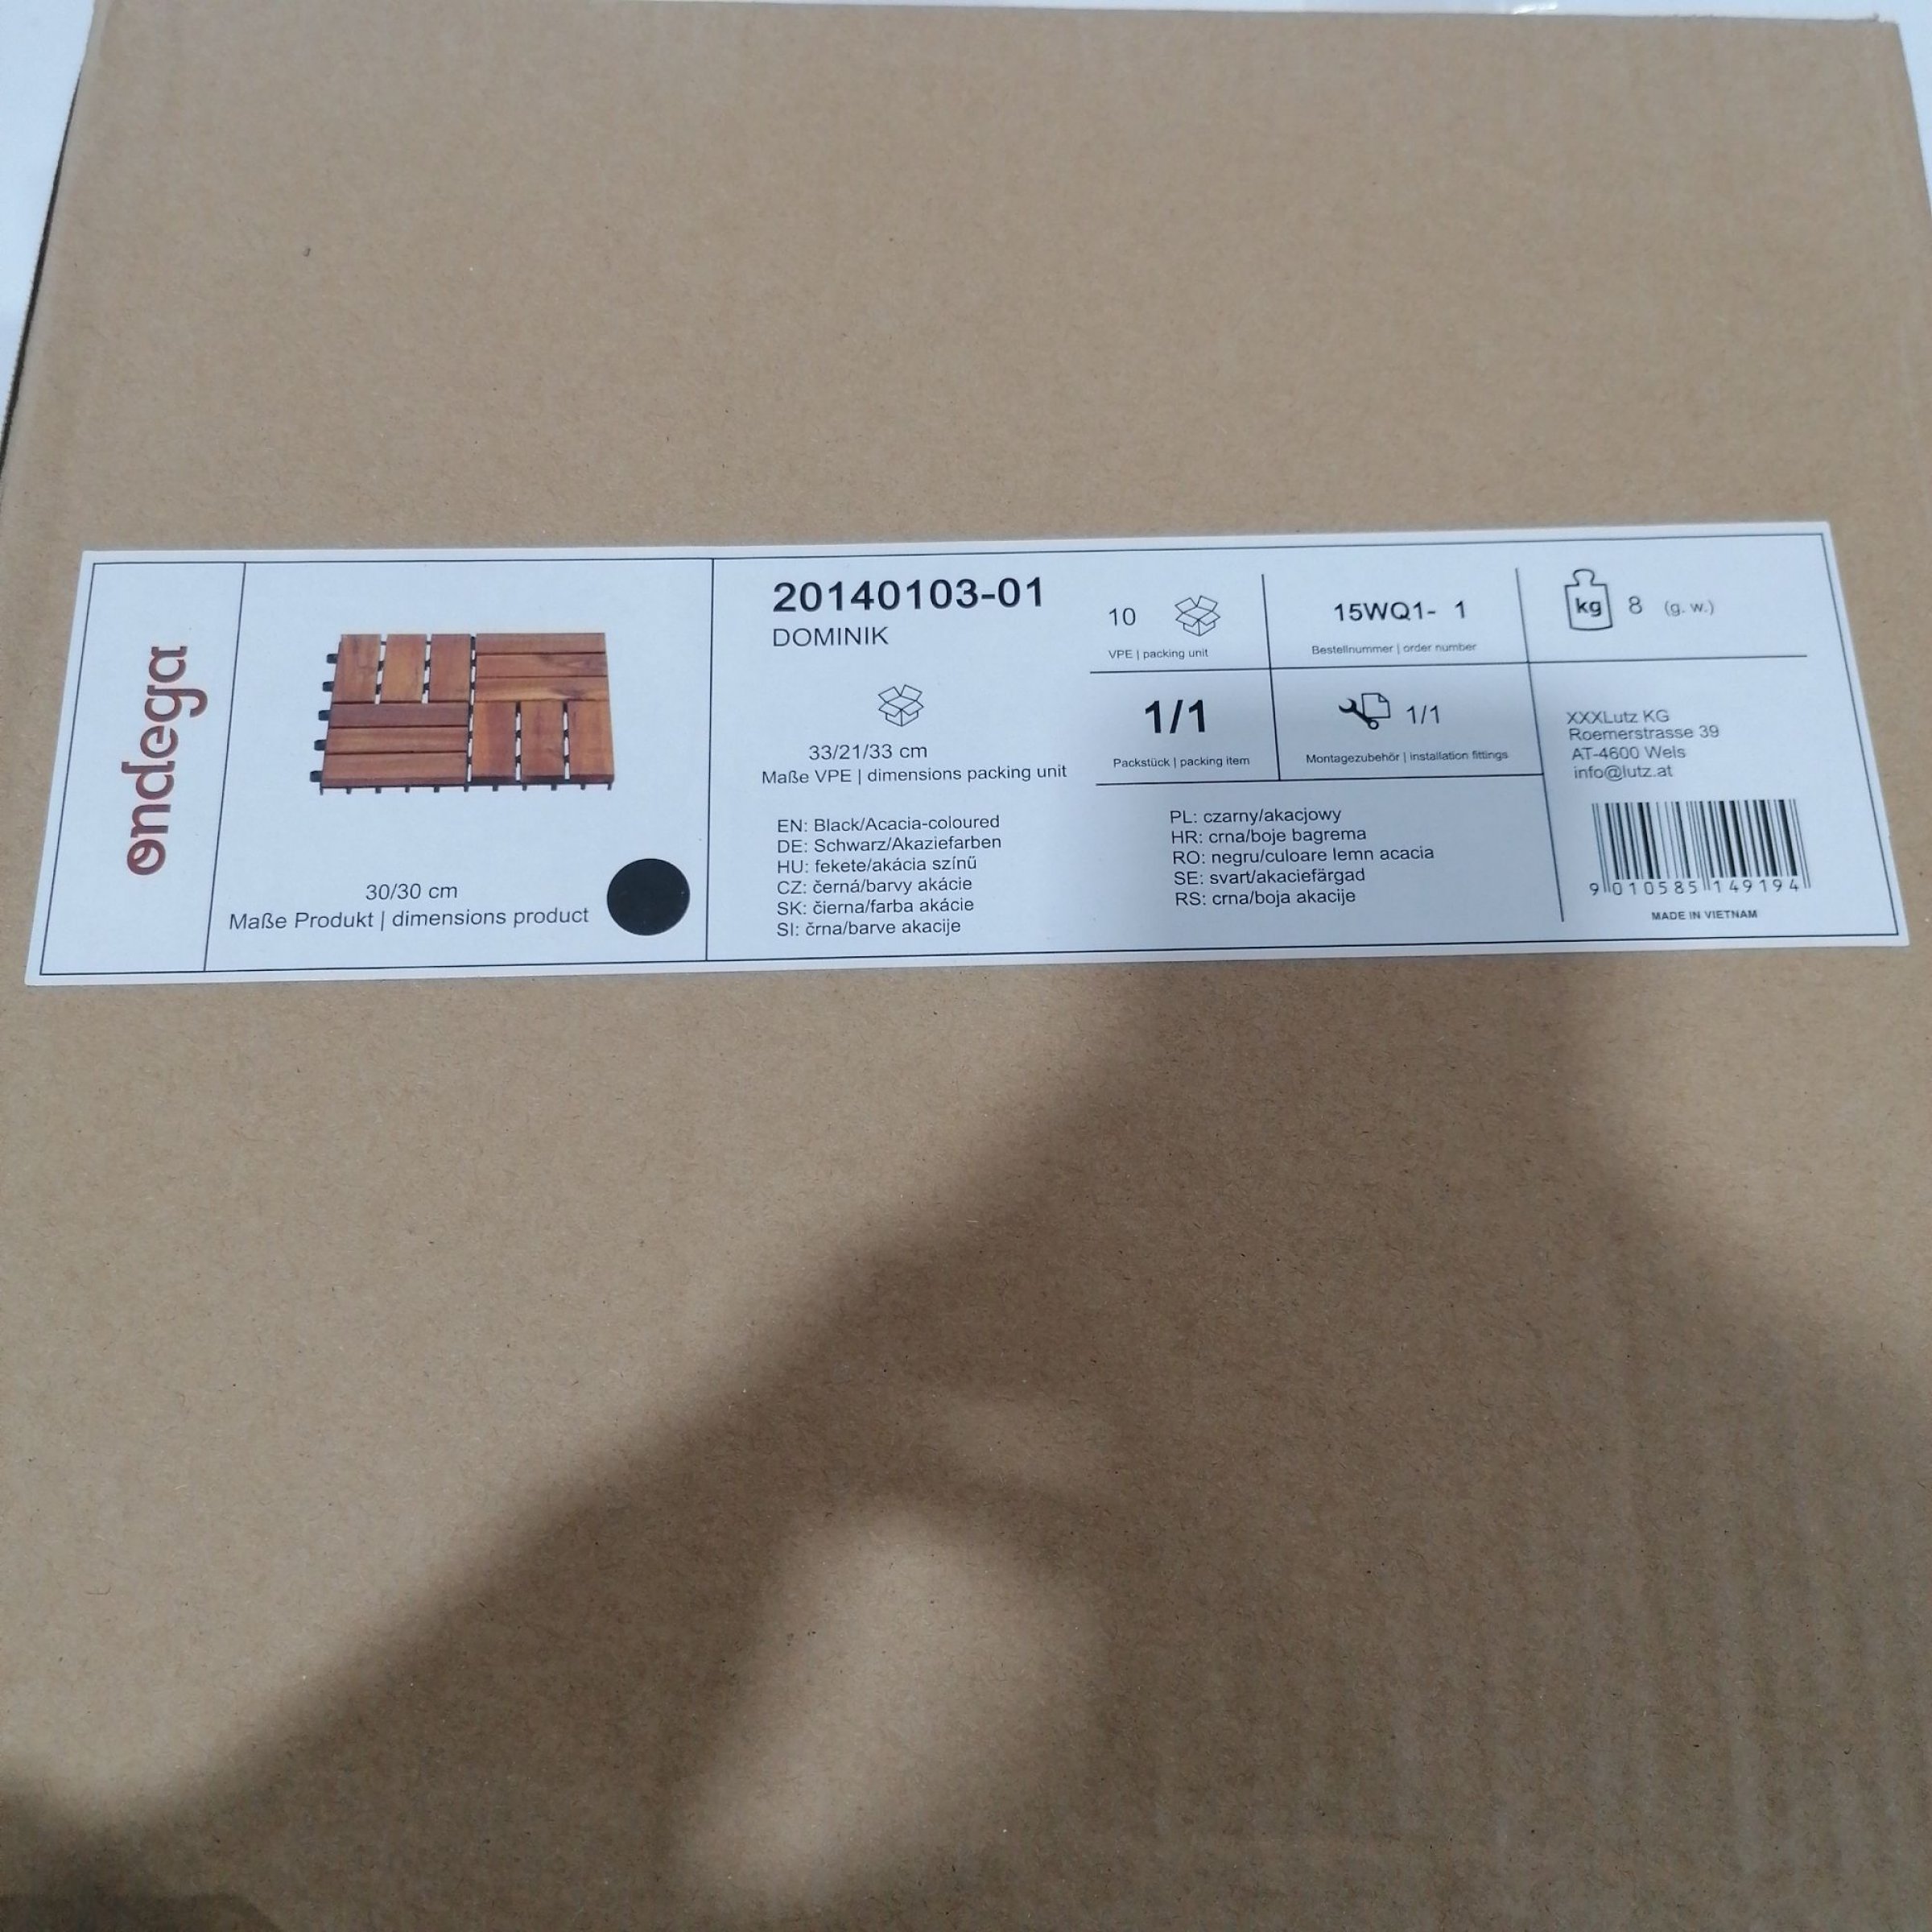 ondega
30/30 cm
Maße Produkt | dimensions product
20140103-01
DOMINIK
33/21/33 cm
Maße VPE | dimensions packing unit
EN: Black/Acacia-coloured
DE: Schwarz/Akaziefarben
HU: fekete/akácia színű
CZ: černá/barvy akácie
SK: čierna/farba akácie
SI: črna/barve akacije
10
VPE | packing unit
15WQ1- 1
Bestellnummer | order number
1/1
Packstück | packing item
1/1
Montagezubehör | installation fittings
PL: czarny/akacjowy
HR: crna/boje bagrema
RO: negru/culoare lemn acacia
SE: svart/akaciefärgad
RS: crna/boja akacije
kg 8 (g. w.)
XXXLutz KG
Roemerstrasse 39
AT-4600 Wels
info@lutz.at
9 010585 149194
MADE IN VIETNAM